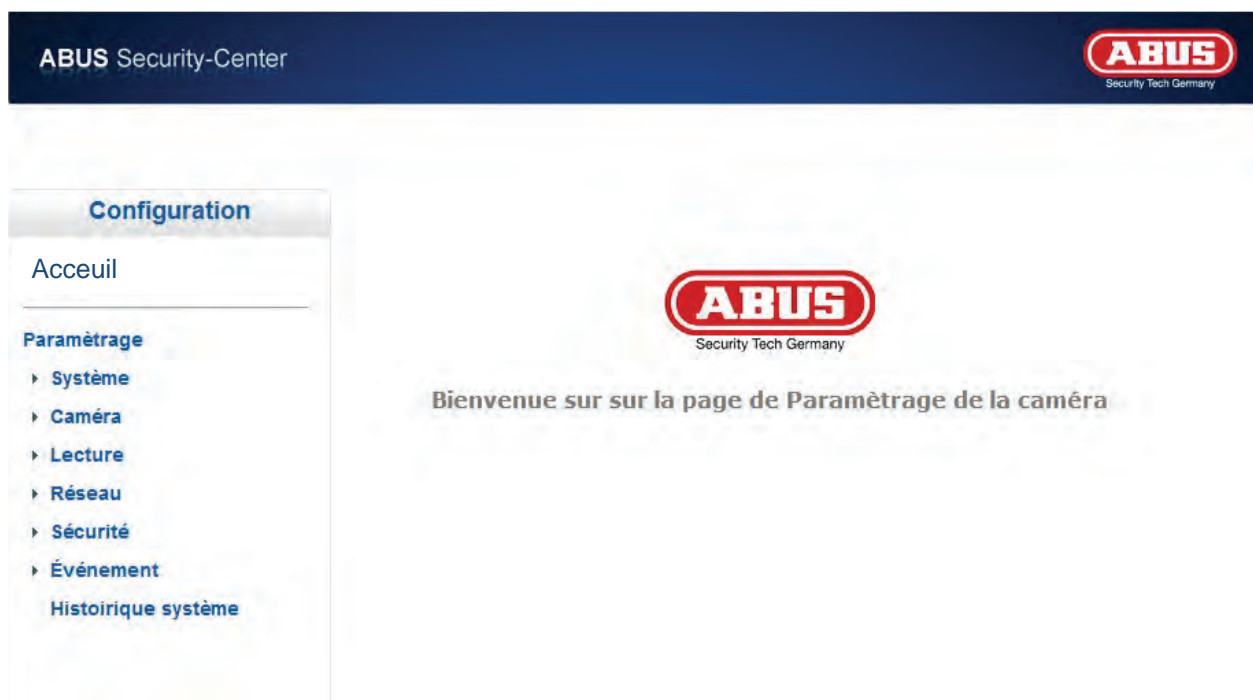 ABUS Security-Center
ABUS
Security Tech Germany
Configuration
Acceuil
Paramètrage
Système
Caméra
Lecture
Réseau
Sécurité
Événement
Histoirique système
ABUS
Security Tech Germany
Bienvenue sur sur la page de Paramètrage de la caméra